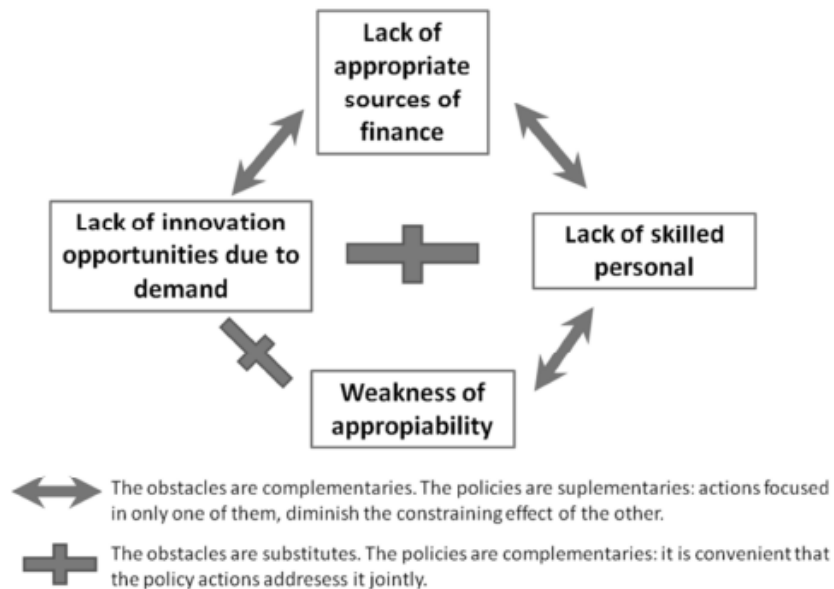 Lack of
appropriate
sources of
finance
Lack of innovation
opportunities due to
demand
Lack of skilled
personal
Weakness of
appropiability
The obstacles are complementaries. The policies are suplementaries: actions focused
in only one of them, diminish the constraining effect of the other.
The obstacles are substitutes. The policies are complementaries: it is convenient that
the policy actions addresess it jointly.